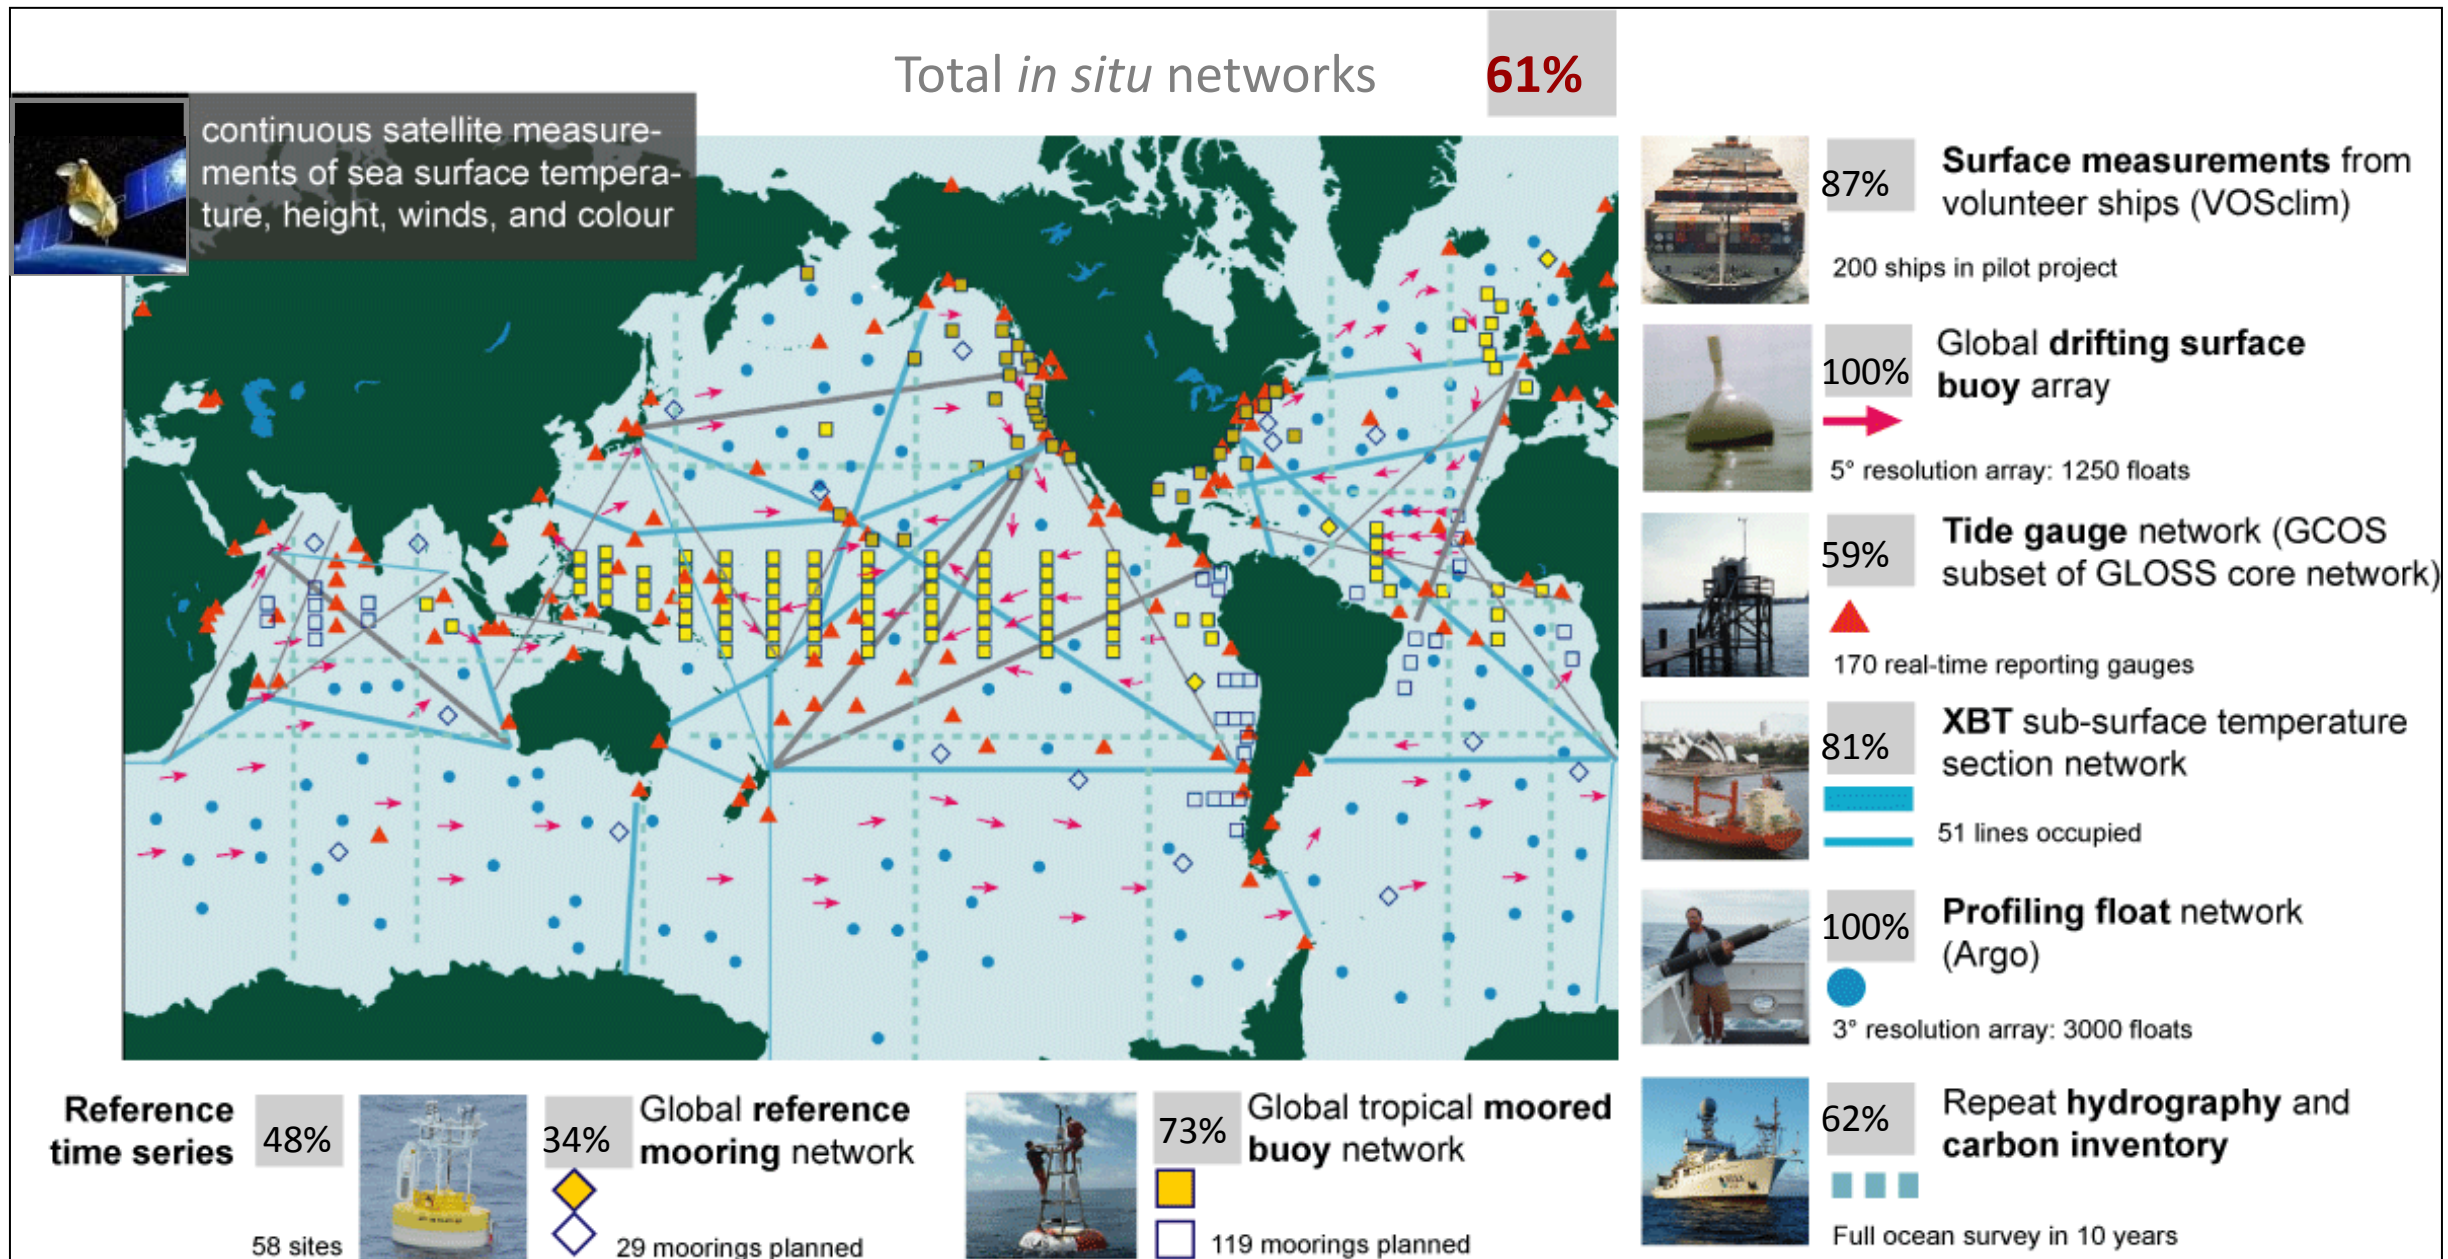 Total in situ networks 61%
continuous satellite measure-
ments of sea surface tempera-
ture, height, winds, and colour
87%
Surface measurements from
volunteer ships (VOSclim)
200 ships in pilot project
100%
Global drifting surface
buoy array
5° resolution array: 1250 floats
59%
Tide gauge network (GCOS
subset of GLOSS core network)
170 real-time reporting gauges
81%
XBT sub-surface temperature
section network
51 lines occupied
100%
Profiling float network
(Argo)
3° resolution array: 3000 floats
62%
Repeat hydrography and
carbon inventory
Full ocean survey in 10 years
Reference
time series
48%
58 sites
34%
Global reference
mooring network
29 moorings planned
73%
Global tropical moored
buoy network
119 moorings planned